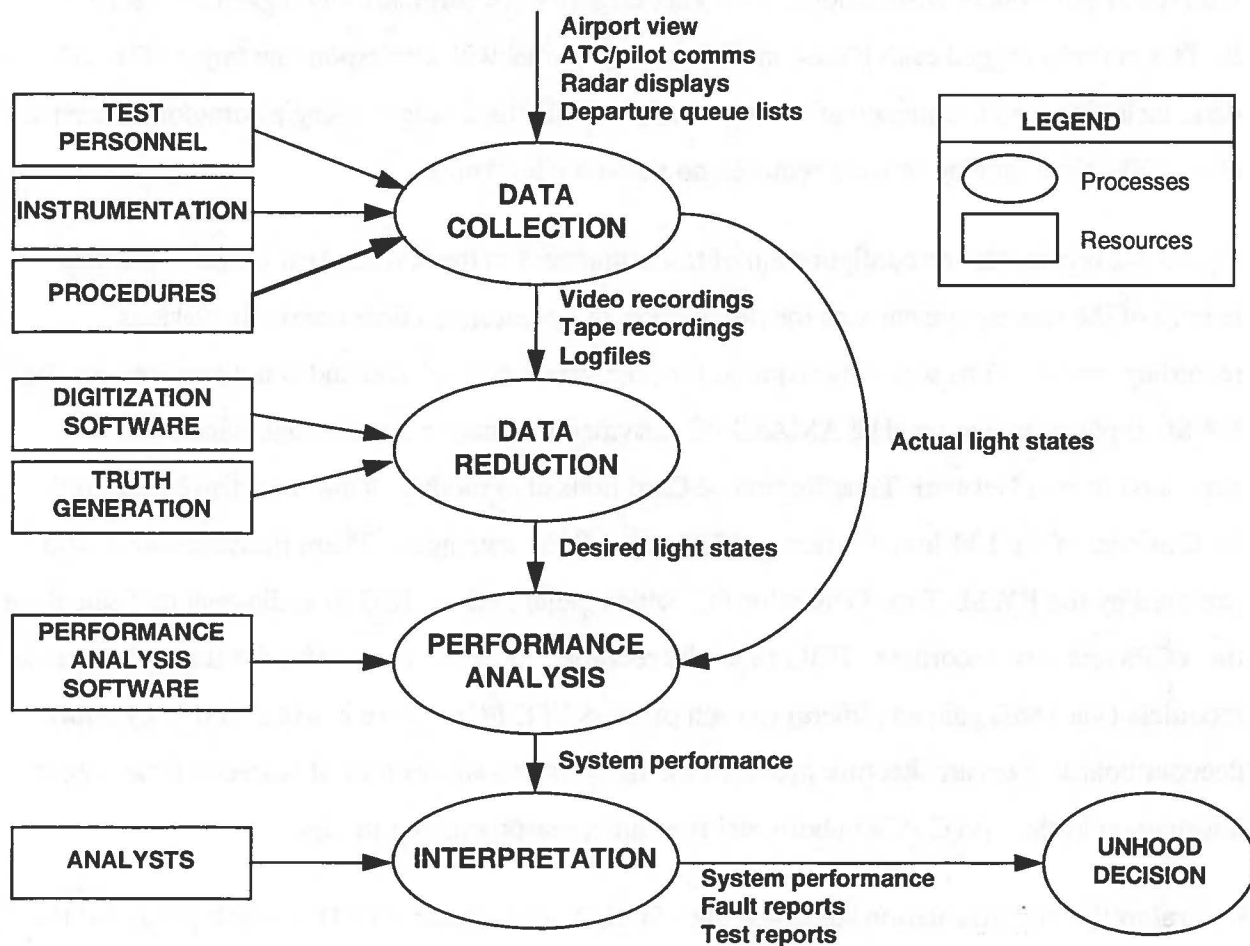 Airport view
ATC/pilot comms
Radar displays
Departure queue lists
TEST
PERSONNEL
INSTRUMENTATION
PROCEDURES
DATA
COLLECTION
LEGEND
Processes
Resources
Video recordings
Tape recordings
Logfiles
DIGITIZATION
SOFTWARE
TRUTH
GENERATION
DATA
REDUCTION
Actual light states
Desired light states
PERFORMANCE
ANALYSIS
SOFTWARE
PERFORMANCE
ANALYSIS
System performance
ANALYSTS
INTERPRETATION
System performance
Fault reports
Test reports
UNHOOD
DECISION